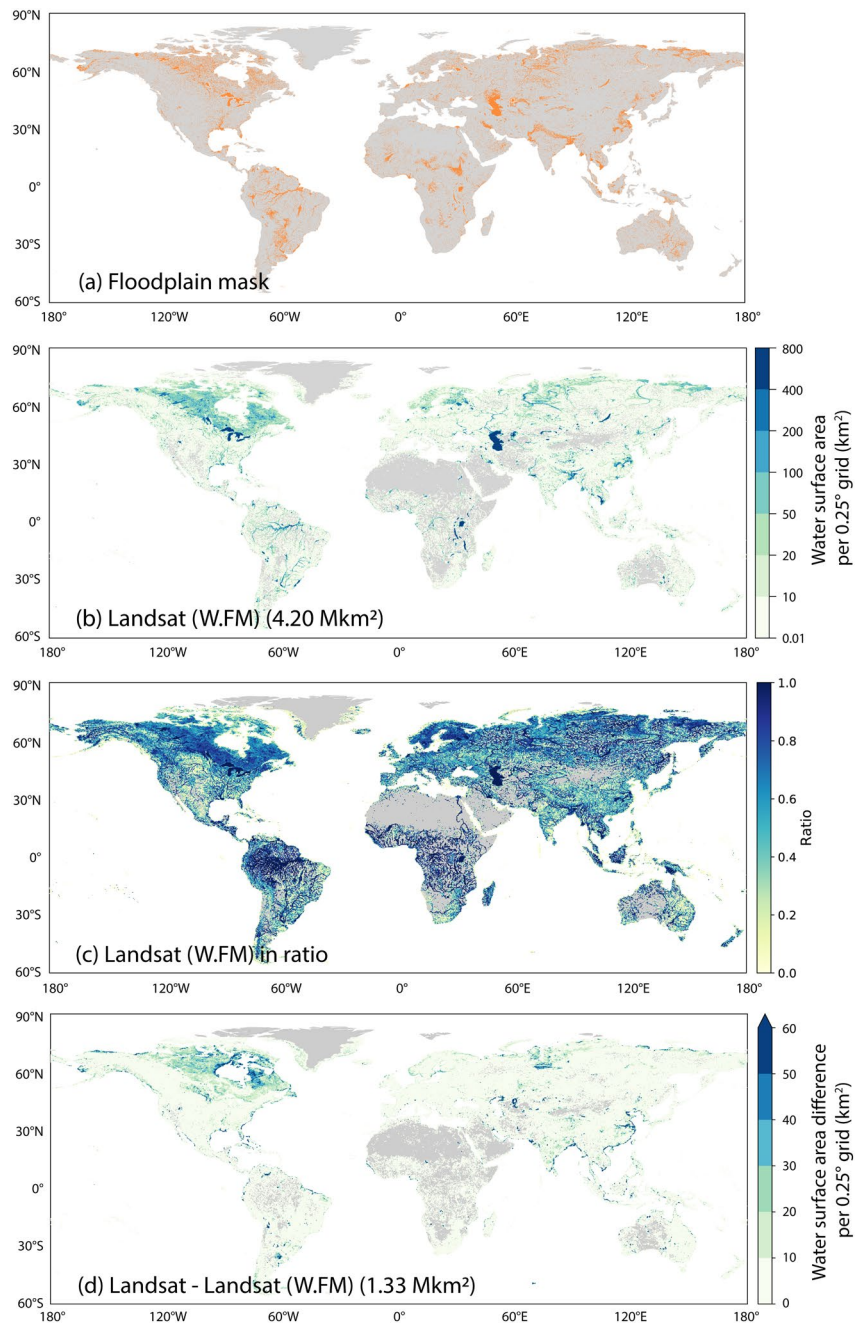 90°N
60°N
30°N
0°
30°S
60°S
(a) Floodplain mask
180° 120°W 60°W 0° 60°E 120°E 180°
90°N
60°N
30°N
0°
30°S
60°S
(b) Landsat (W.FM) (4.20 Mkm²)
180° 120°W 60°W 0° 60°E 120°E 180°
800
400
200
100
50
20
10
0.01
Water surface area
per 0.25° grid (km²)
90°N
60°N
30°N
0°
30°S
60°S
(c) Landsat (W.FM) in ratio
180° 120°W 60°W 0° 60°E 120°E 180°
1.0
0.8
0.6
0.4
0.2
0.0
Ratio
90°N
60°N
30°N
0°
30°S
60°S
(d) Landsat - Landsat (W.FM) (1.33 Mkm²)
180° 120°W 60°W 0° 60°E 120°E 180°
60
50
40
30
20
10
0
Water surface area difference
per 0.25° grid (km²)